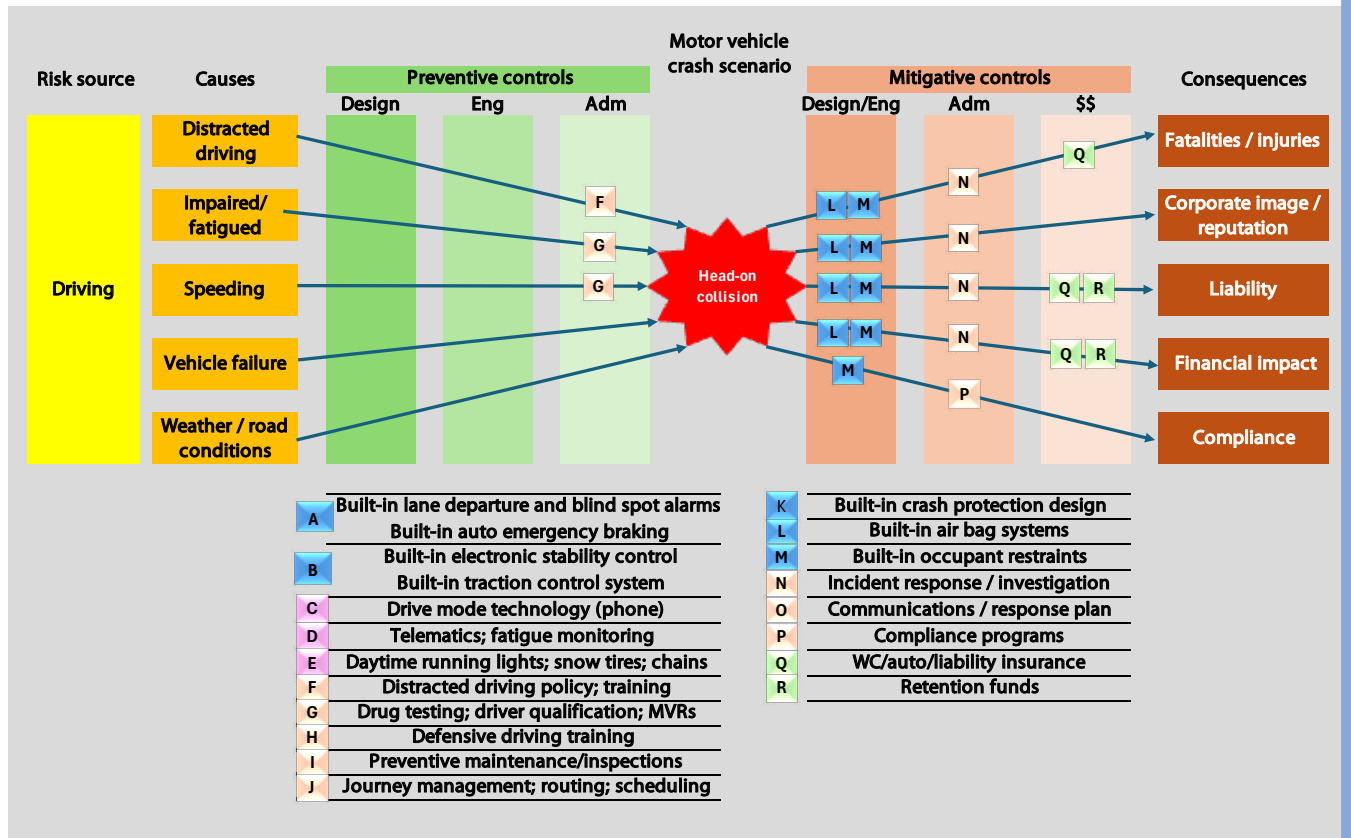 Motor vehicle
crash scenario
Risk source
Causes
Preventive controls
Mitigative controls
Consequences
Design
Eng
Adm
Design/Eng
Adm
$$
Distracted
driving
Fatalities / injuries
Q
N
F
L M
Impaired/
fatigued
Corporate image /
reputation
G
L M
N
Driving
Speeding
G
Head-on
collision
L M
N
Q R
Liability
Vehicle failure
L M
N
Q R
Financial impact
M
P
Weather / road
conditions
Compliance
A
Built-in lane departure and blind spot alarms
Built-in auto emergency braking
B
Built-in electronic stability control
Built-in traction control system
C Drive mode technology (phone)
D Telematics; fatigue monitoring
E Daytime running lights; snow tires; chains
F Distracted driving policy; training
G Drug testing; driver qualification; MVRs
H Defensive driving training
I Preventive maintenance/inspections
J Journey management; routing; scheduling
K Built-in crash protection design
L Built-in air bag systems
M Built-in occupant restraints
N Incident response / investigation
O Communications / response plan
P Compliance programs
Q WC/auto/liability insurance
R Retention funds